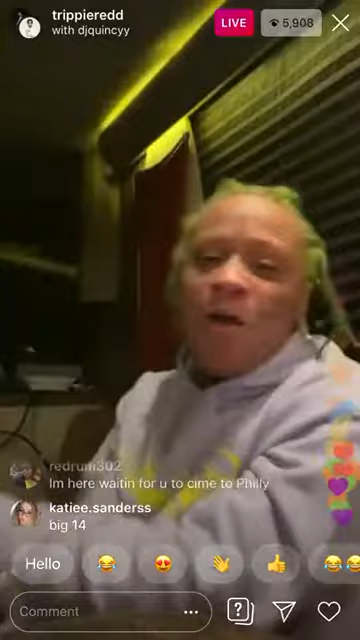 trippieredd
with djquincyy
LIVE
5,908
redrum302
Im here waitin for u to come to Philly
katiee.sanderss
big 14
Hello
Comment